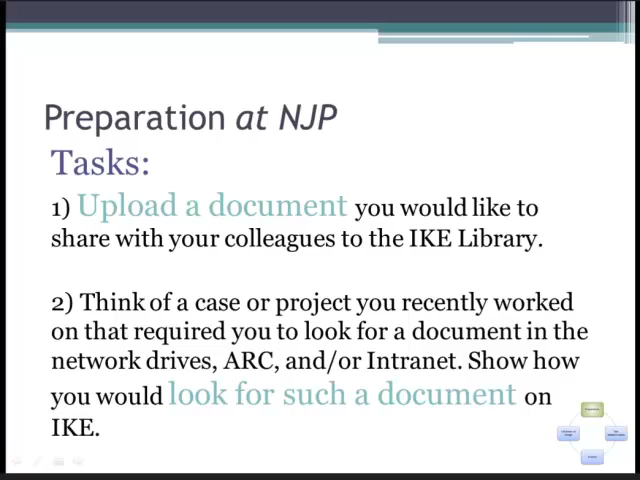 Preparation at NJP
Tasks:
1) Upload a document you would like to
share with your colleagues to the IKE Library.
2) Think of a case or project you recently worked
on that required you to look for a document in the
network drives, ARC, and/or Intranet. Show how
you would look for such a document on
IKE.